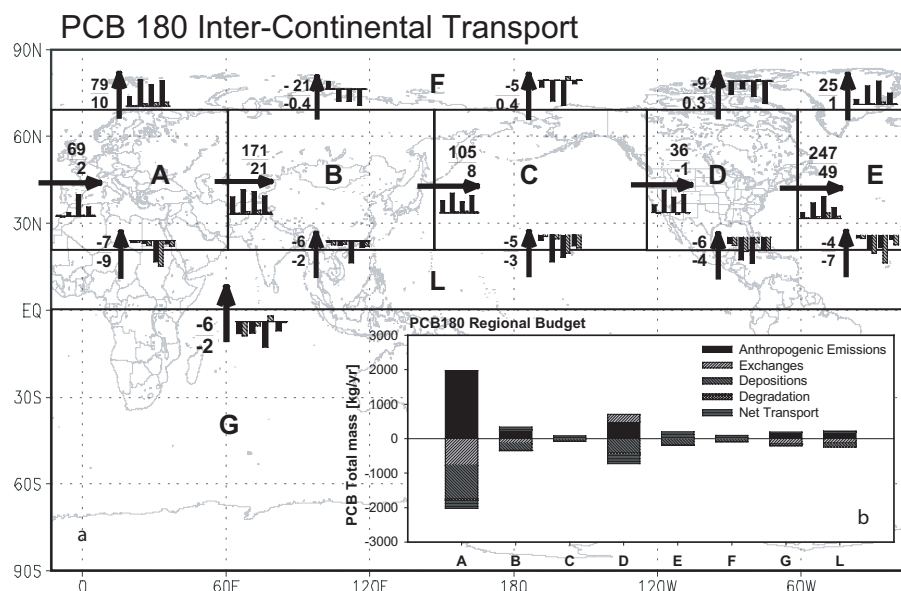 PCB 180 Inter-Continental Transport
90N
79
10
- 21
-0.4
F
-5
0.4
-9
0.3
25
1
60N
69
2
A
171
21
B
105
8
C
36
-1
D
247
49
E
30N
-7
-9
-6
-2
-5
-3
-6
-4
-4
-7
L
EQ
-6
-2
PCB180 Regional Budget
3000
2000
1000
0
-1000
-2000
-3000
PCB Total mass [kg/yr]
Anthropogenic Emissions
Exchanges
Depositions
Degradation
Net Transport
30S
G
60S
a
b
A B C D E F G L
90S
0 60E 120E 180 120W 60W